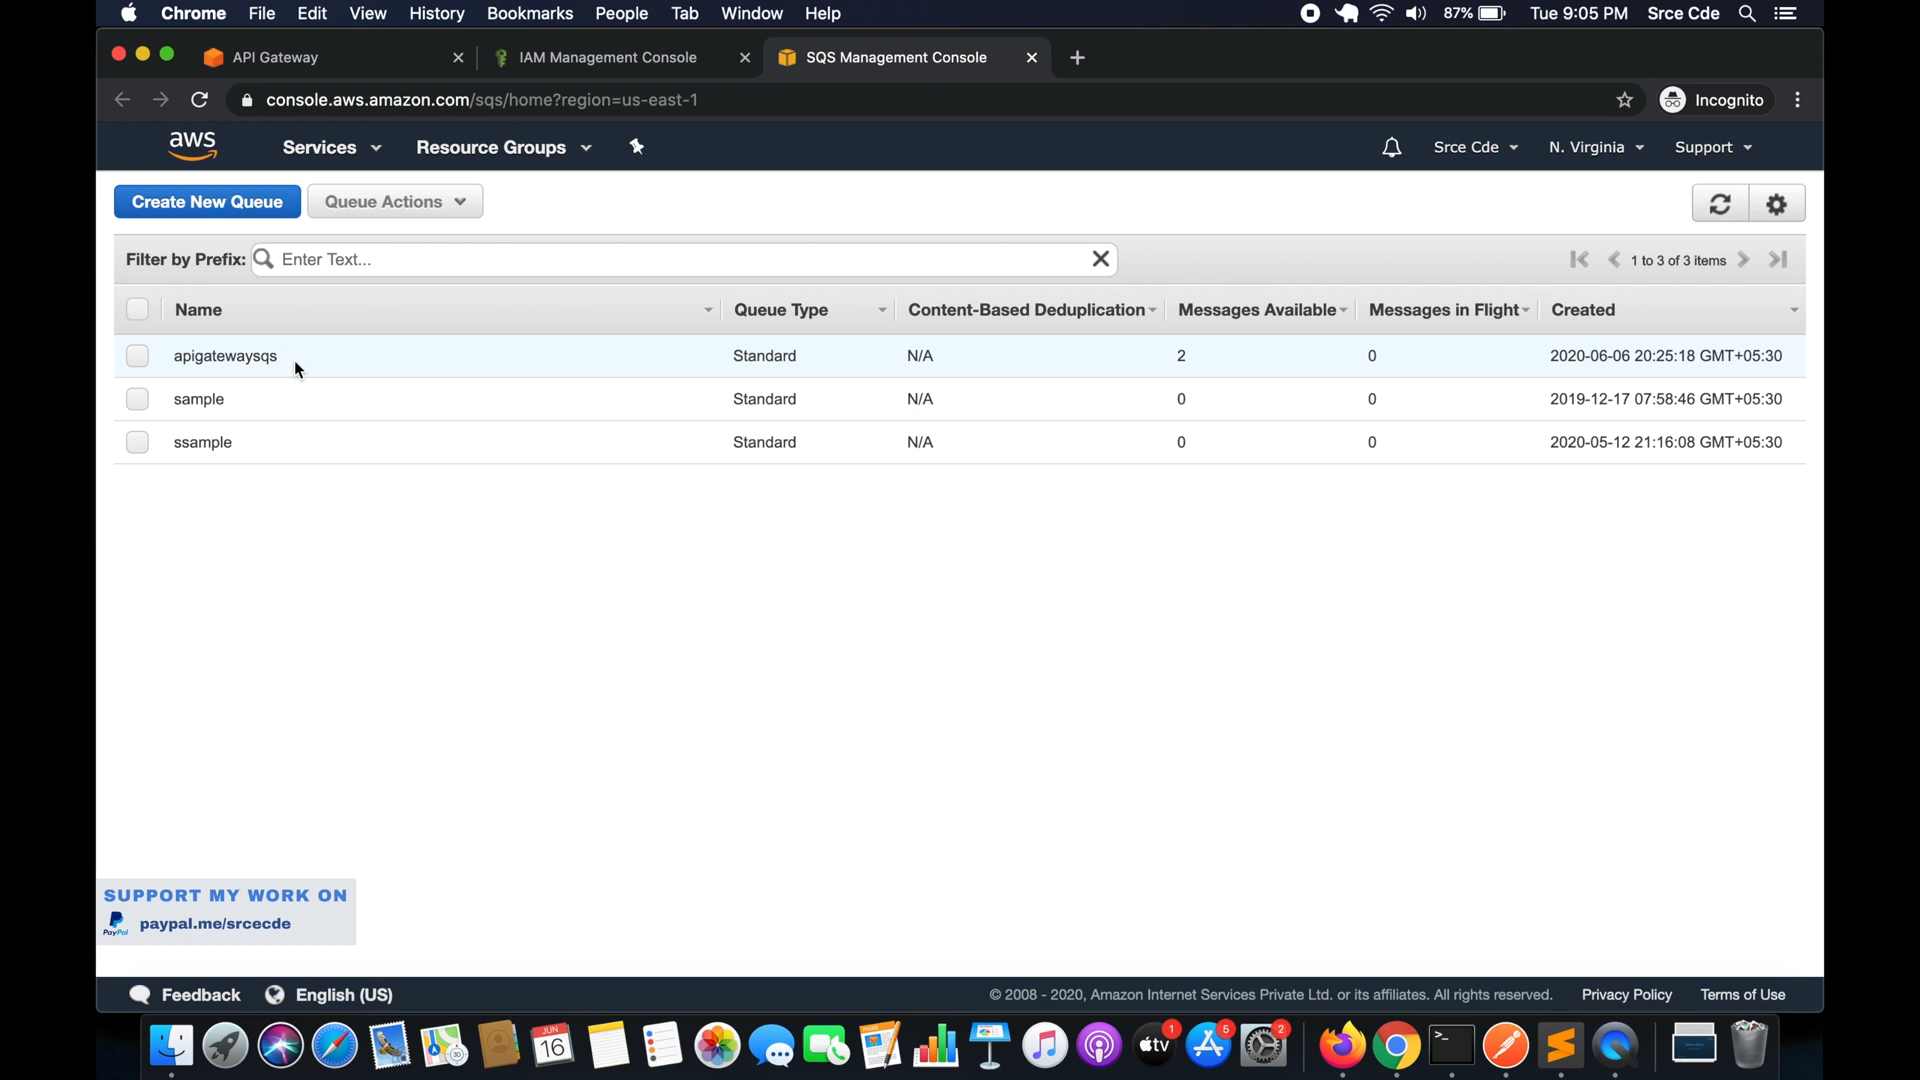 Chrome File Edit View History Bookmarks People Tab Window Help 87% Tue 9:05 PM Srce Cde
API Gateway IAM Management Console SQS Management Console
console.aws.amazon.com/sqs/home?region=us-east-1 Incognito
aws Services Resource Groups Srce Cde N. Virginia Support
Create New Queue Queue Actions
Filter by Prefix: Enter Text... 1 to 3 of 3 items
Name Queue Type Content-Based Deduplication Messages Available Messages in Flight Created
apigatewaysqs Standard N/A 2 0 2020-06-06 20:25:18 GMT+05:30
sample Standard N/A 0 0 2019-12-17 07:58:46 GMT+05:30
ssample Standard N/A 0 0 2020-05-12 21:16:08 GMT+05:30
SUPPORT MY WORK ON
PayPal paypal.me/srcecde
Feedback English (US) © 2008 - 2020, Amazon Internet Services Private Ltd. or its affiliates. All rights reserved. Privacy Policy Terms of Use
JUN 16 tv 1 5 2